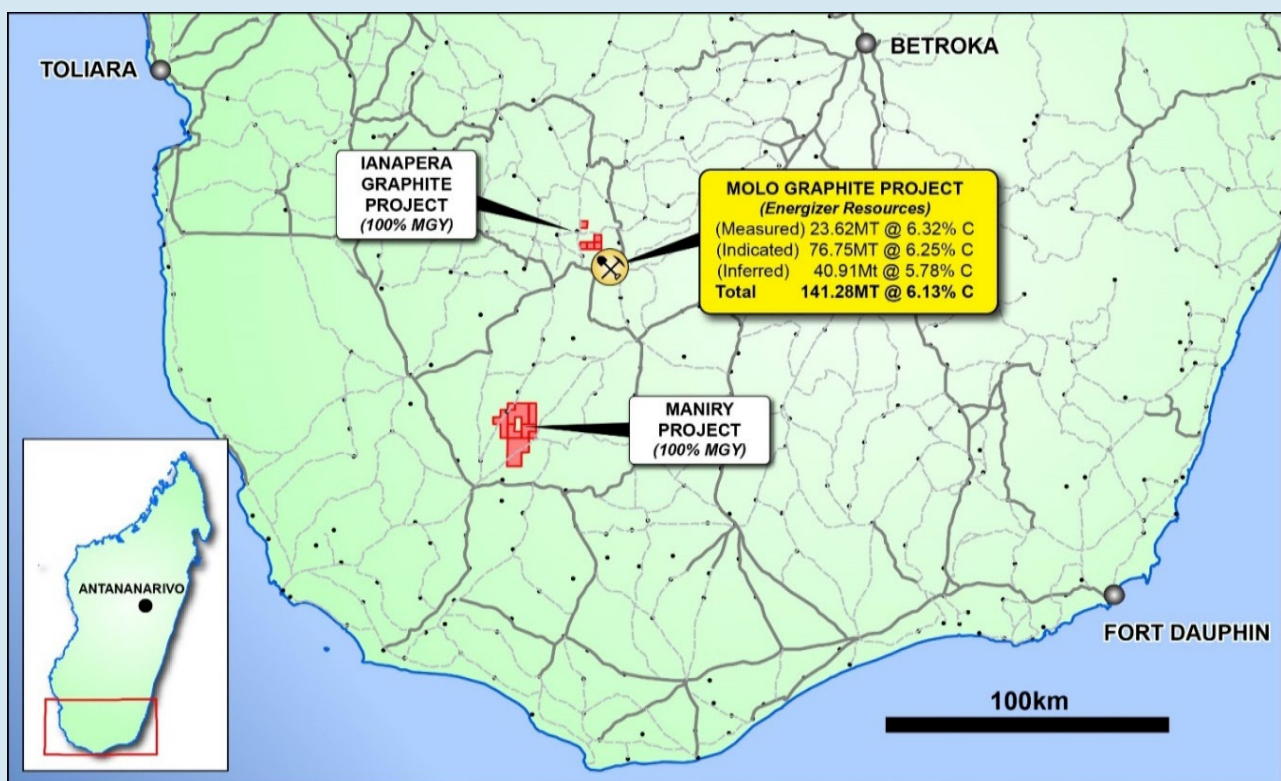 TOLIARA
BETROKA
IANAPERA
GRAPHITE
PROJECT
(100% MGY)
MOLO GRAPHITE PROJECT
(Energizer Resources)
(Measured) 23.62MT @ 6.32% C
(Indicated) 76.75MT @ 6.25% C
(Inferred) 40.91Mt @ 5.78% C
Total 141.28MT @ 6.13% C
MANIRY
PROJECT
(100% MGY)
ANTANANARIVO
FORT DAUPHIN
100km